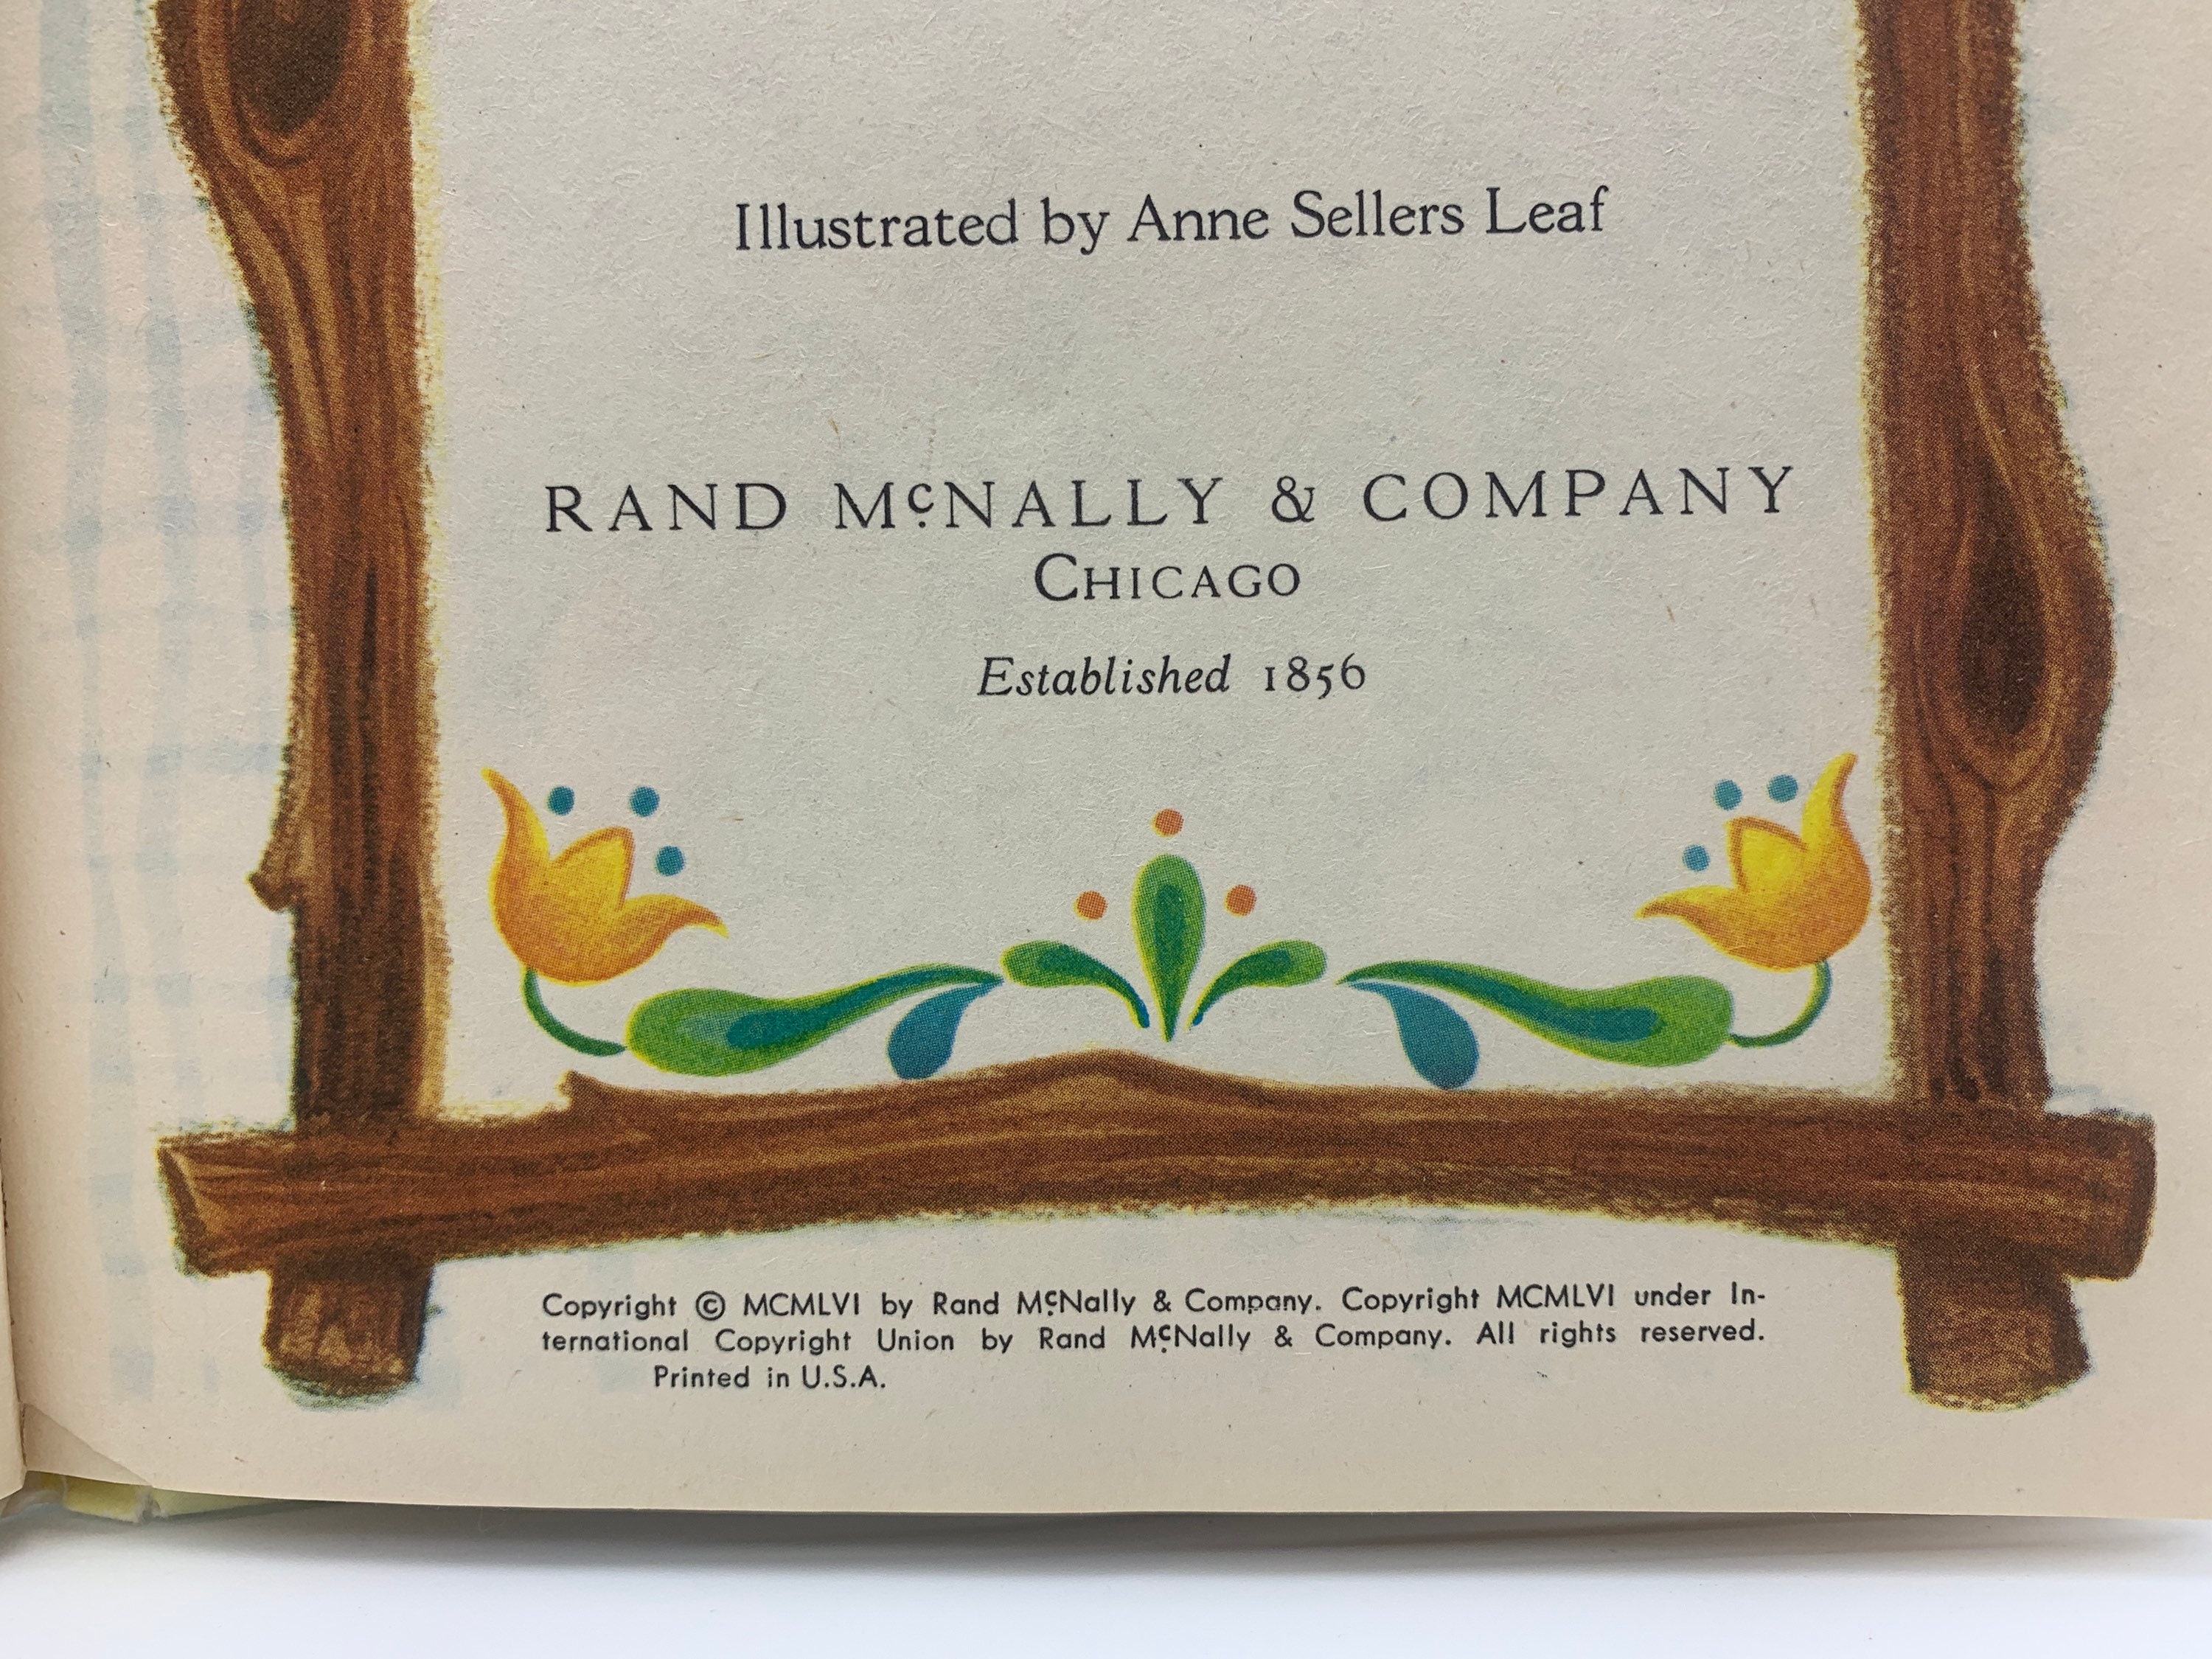 Illustrated by Anne Sellers Leaf
RAND McNALLY & COMPANY
CHICAGO
Established 1856
Copyright © MCMLVI by Rand McNally & Company. Copyright MCMLVI under In-
ternational Copyright Union by Rand McNally & Company. All rights reserved.
Printed in U.S.A.